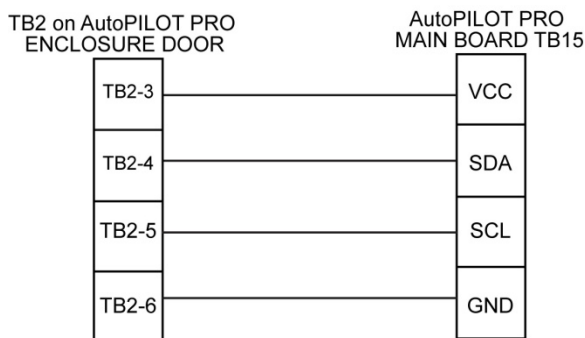 TB2 on AutoPILOT PRO
ENCLOSURE DOOR
AutoPILOT PRO
MAIN BOARD TB15
TB2-3
VCC
TB2-4
SDA
TB2-5
SCL
TB2-6
GND